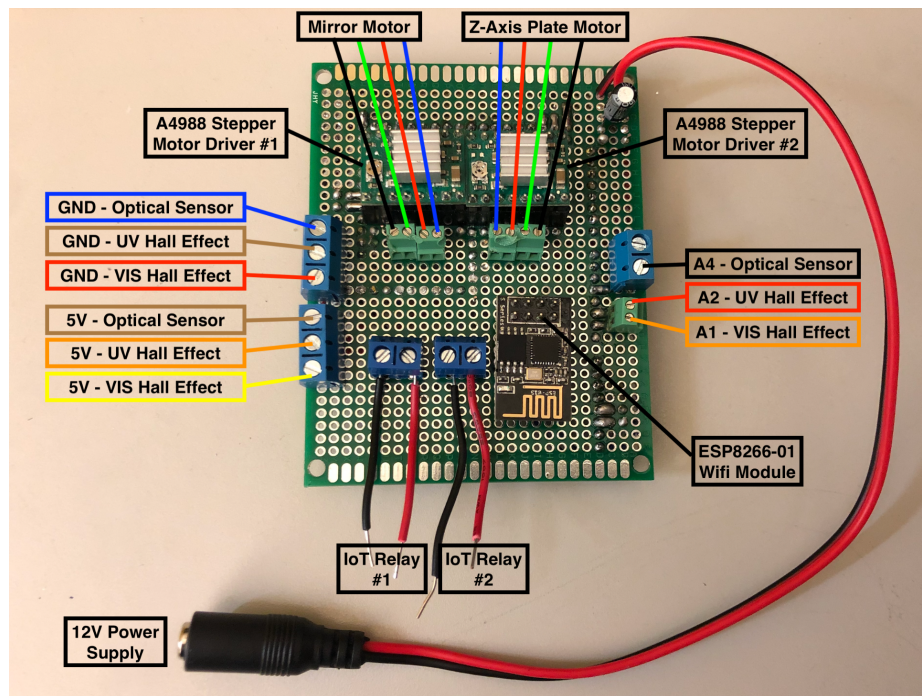 Mirror Motor
Z-Axis Plate Motor
JHY
A4988 Stepper
Motor Driver #1
A4988 Stepper
Motor Driver #2
GND - Optical Sensor
GND - UV Hall Effect
GND - VIS Hall Effect
5V - Optical Sensor
5V - UV Hall Effect
5V - VIS Hall Effect
A4 - Optical Sensor
A2 - UV Hall Effect
A1 - VIS Hall Effect
ESP8266-01
Wifi Module
IoT Relay
#1
IoT Relay
#2
12V Power
Supply